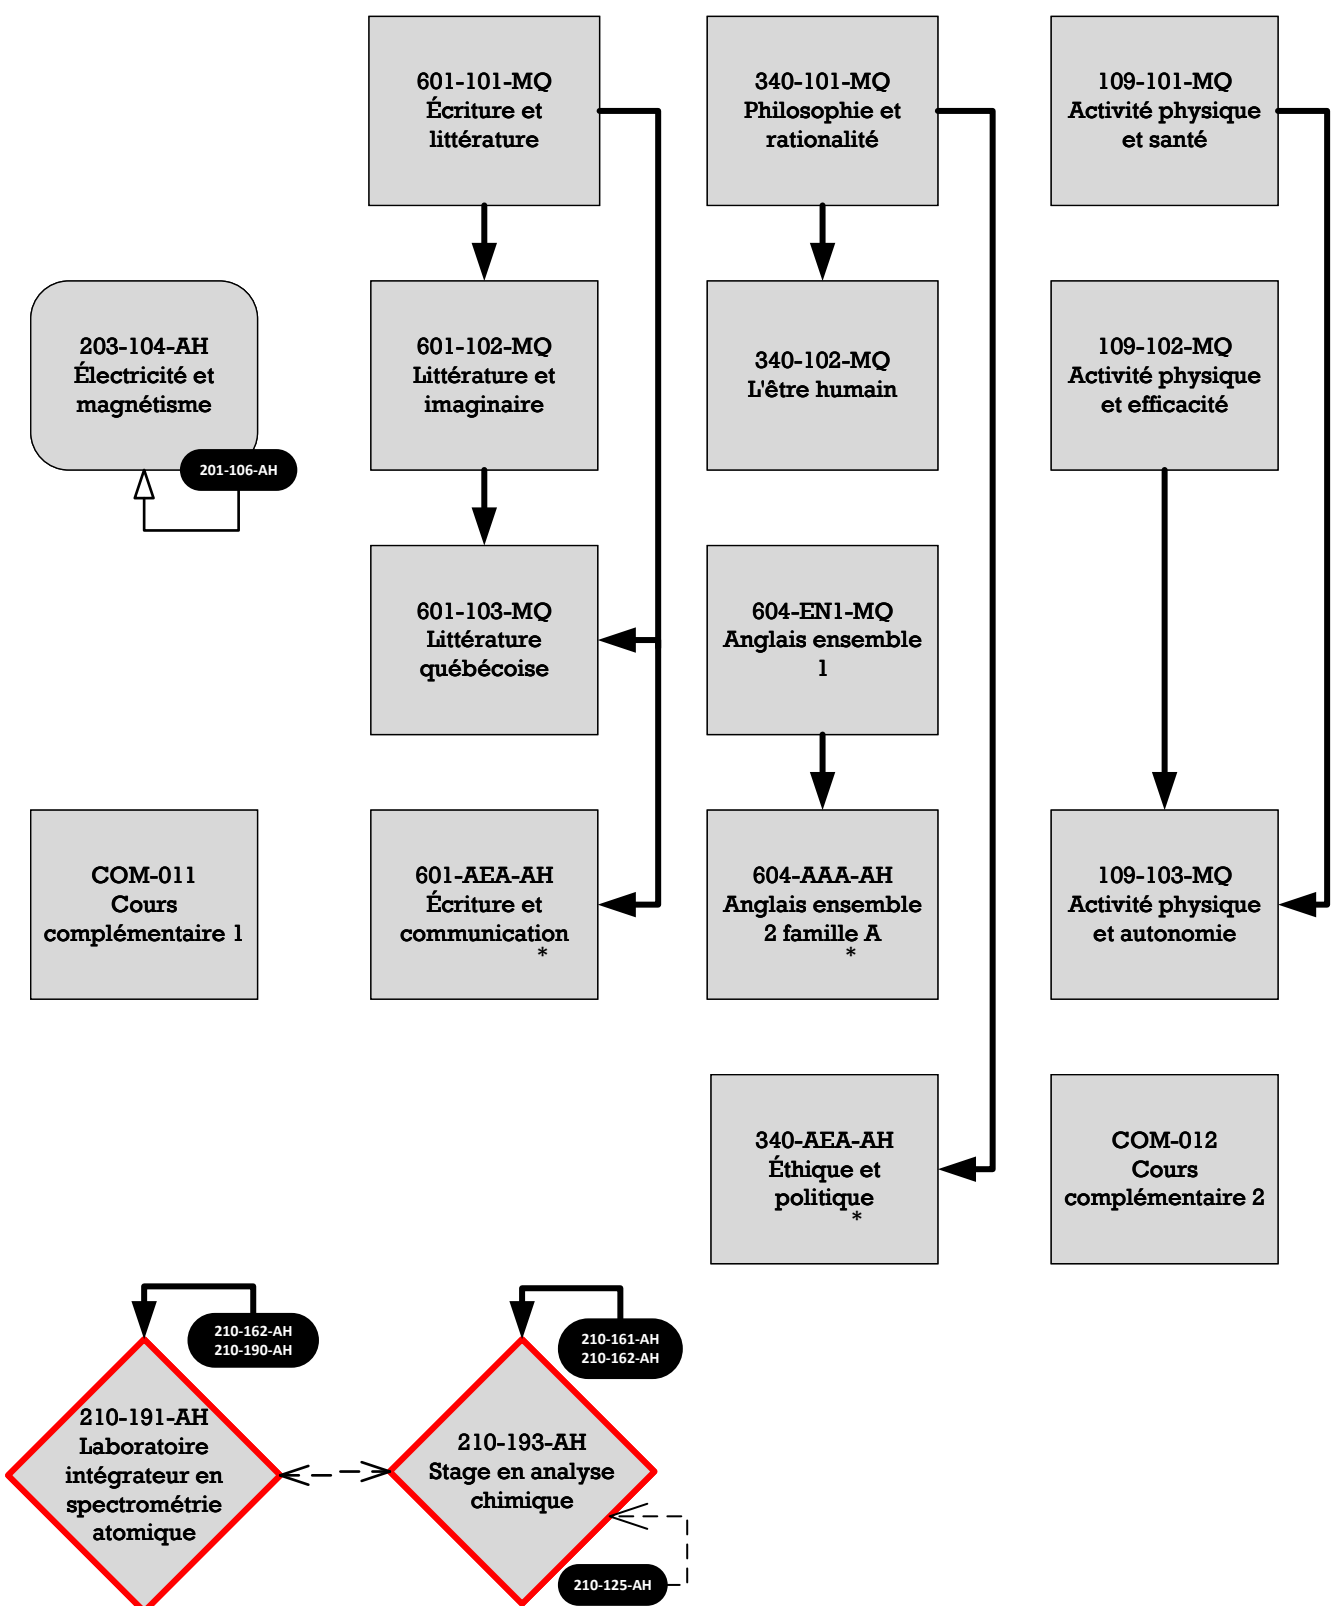 601-101-MQ
Écriture et
littérature
340-101-MQ
Philosophie et
rationalité
109-101-MQ
Activité physique
et santé
203-104-AH
Électricité et
magnétisme
201-106-AH
601-102-MQ
Littérature et
imaginaire
340-102-MQ
L'être humain
109-102-MQ
Activité physique
et efficacité
601-103-MQ
Littérature
québécoise
604-EN1-MQ
Anglais ensemble
1
COM-011
Cours
complémentaire 1
601-AEA-AH
Écriture et
communication
*
604-AAA-AH
Anglais ensemble
2 famille A
*
109-103-MQ
Activité physique
et autonomie
340-AEA-AH
Éthique et
politique
*
COM-012
Cours
complémentaire 2
210-162-AH
210-190-AH
210-191-AH
Laboratoire
intégrateur en
spectrométrie
atomique
210-161-AH
210-162-AH
210-193-AH
Stage en analyse
chimique
210-125-AH